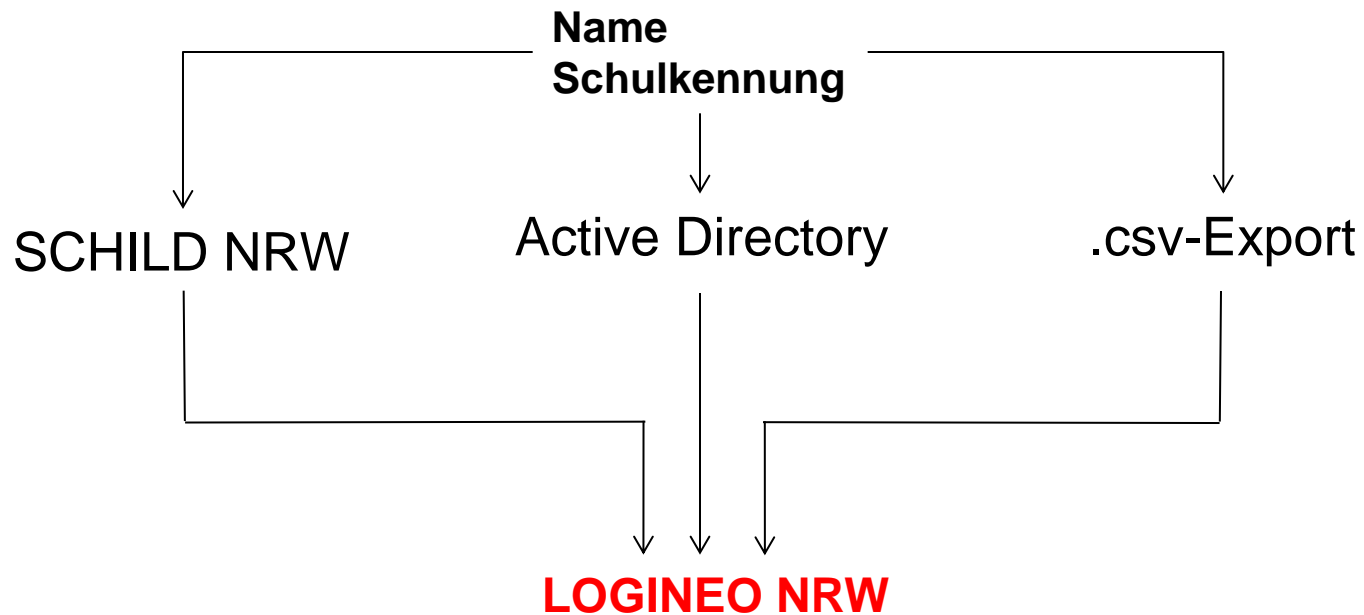 Name
Schulkennung
SCHILD NRW
Active Directory
.csv-Export
LOGINEO NRW